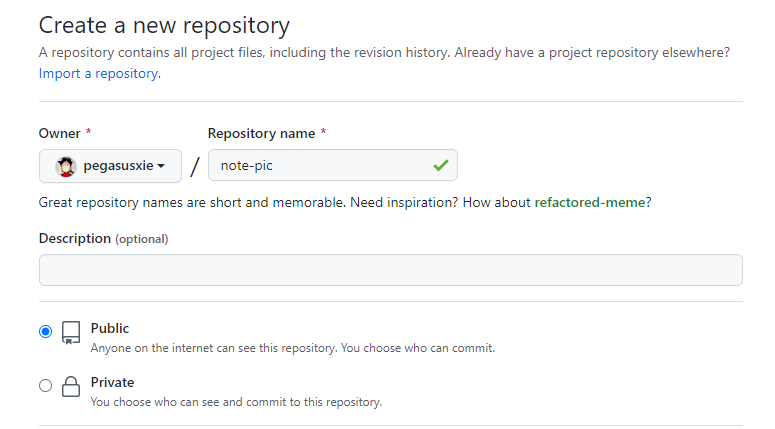 Create a new repository
A repository contains all project files, including the revision history. Already have a project repository elsewhere?
Import a repository.
Owner *
Repository name *
pegasusxie
/
note-pic
Great repository names are short and memorable. Need inspiration? How about refactored-meme?
Description (optional)
Public
Anyone on the internet can see this repository. You choose who can commit.
Private
You choose who can see and commit to this repository.